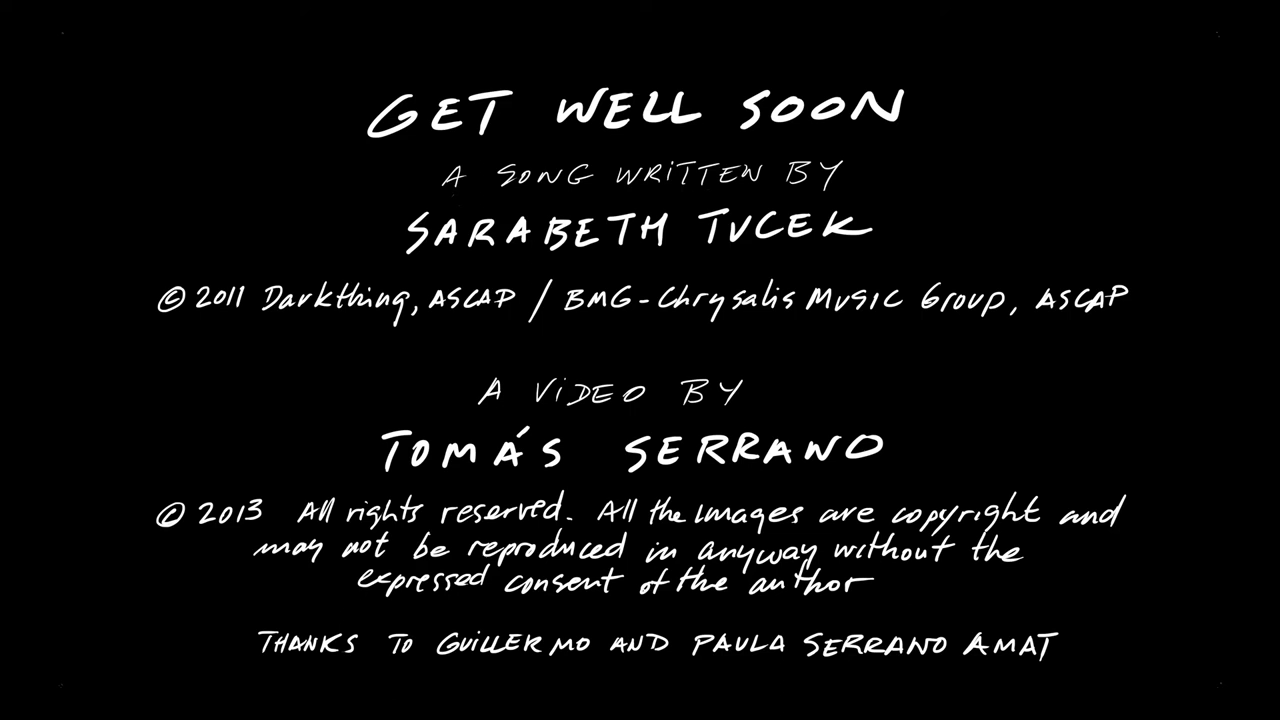 GET WELL SOON
A SONG WRITTEN BY
SARABETH TUCEK
© 2011 Darkthing, ASCAP / BMG-Chrysalis Music Group, ASCAP
A VIDEO BY
TOMÁS SERRANO
© 2013 All rights reserved. All the images are copyright and
may not be reproduced in anyway without the
expressed consent of the author
THANKS TO GUILLERMO AND PAULA SERRANO AMAT